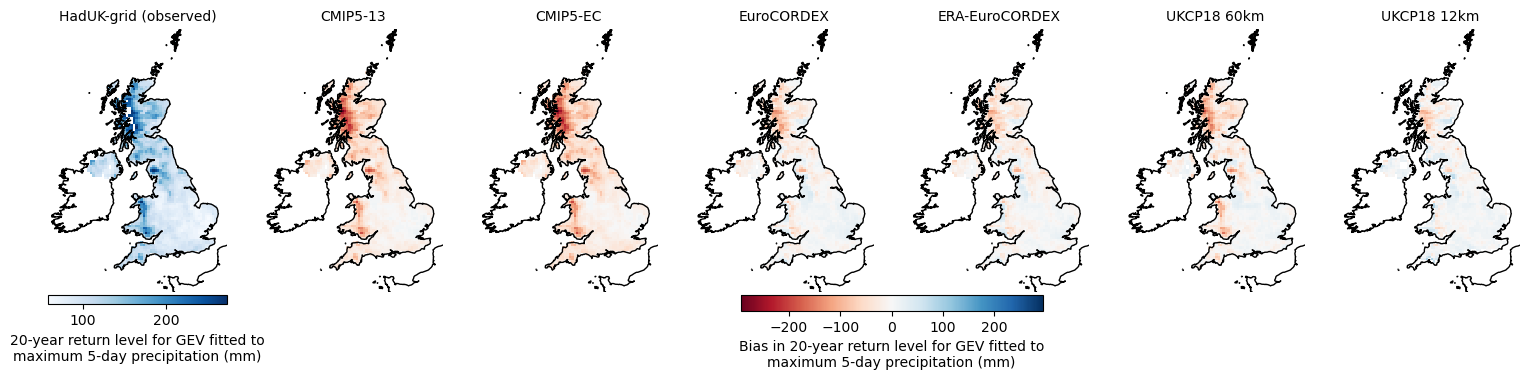 HadUK-grid (observed)
CMIP5-13
CMIP5-EC
EuroCORDEX
ERA-EuroCORDEX
UKCP18 60km
UKCP18 12km
100 200
20-year return level for GEV fitted to
maximum 5-day precipitation (mm)
−200 −100 0 100 200
Bias in 20-year return level for GEV fitted to
maximum 5-day precipitation (mm)